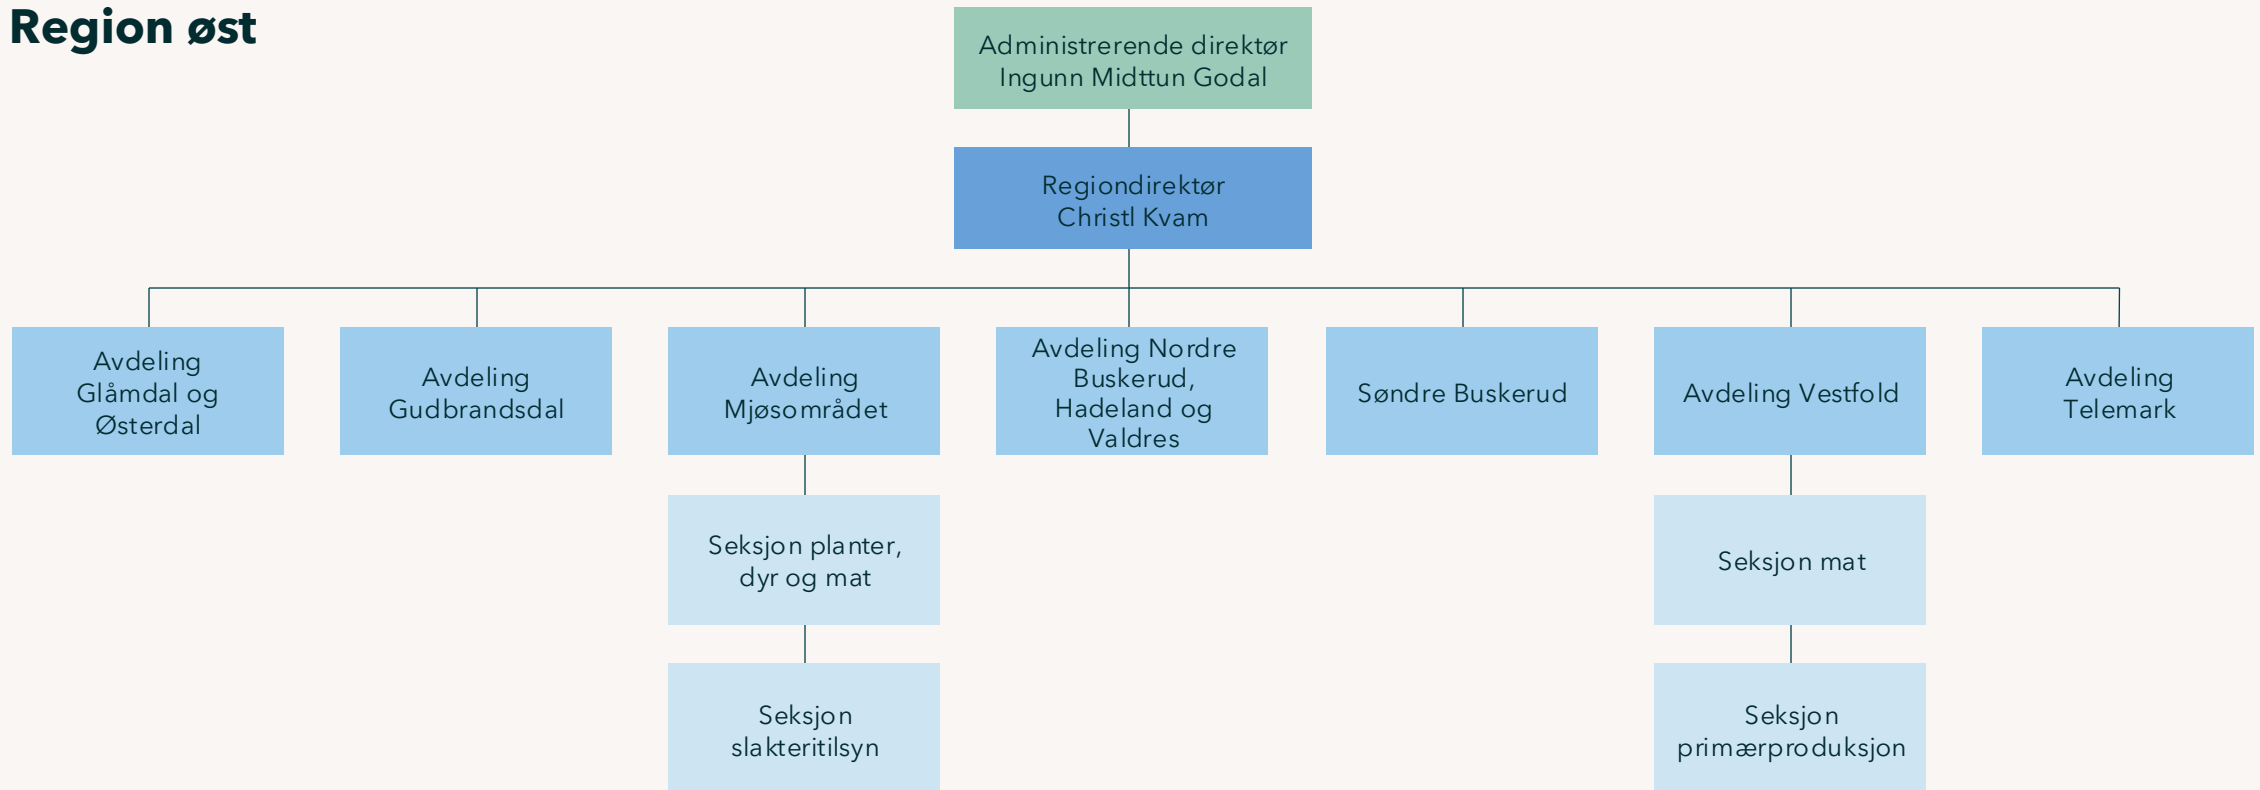 Region øst
Administrerende direktør
Ingunn Midttun Godal
Regiondirektør
Christl Kvam
Avdeling
Glåmdal og
Østerdal
Avdeling
Gudbrandsdal
Avdeling
Mjøsområdet
Avdeling Nordre
Buskerud,
Hadeland og
Valdres
Søndre Buskerud
Avdeling Vestfold
Avdeling
Telemark
Seksjon planter,
dyr og mat
Seksjon mat
Seksjon
slakteritilsyn
Seksjon
primærproduksjon